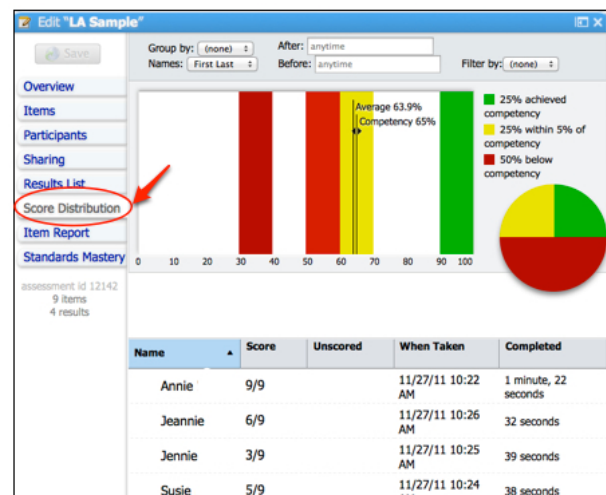 Edit "LA Sample"
Save
Group by: (none)
After: anytime
Names: First Last
Before: anytime
Filter by: (none)
Overview
Items
Participants
Sharing
Results List
Score Distribution
Item Report
Standards Mastery
assessment id 12142
9 items
4 results
Average 63.9%
Competency 65%
0 10 20 30 40 50 60 70 80 90 100
25% achieved
competency
25% within 5% of
competency
50% below
competency
Name Score Unscored When Taken Completed
Annie 9/9 11/27/11 10:22 1 minute, 22
AM seconds
Jeannie 6/9 11/27/11 10:26 32 seconds
AM
Jennie 3/9 11/27/11 10:25 39 seconds
AM
Susie 5/9 11/27/11 10:24 38 seconds